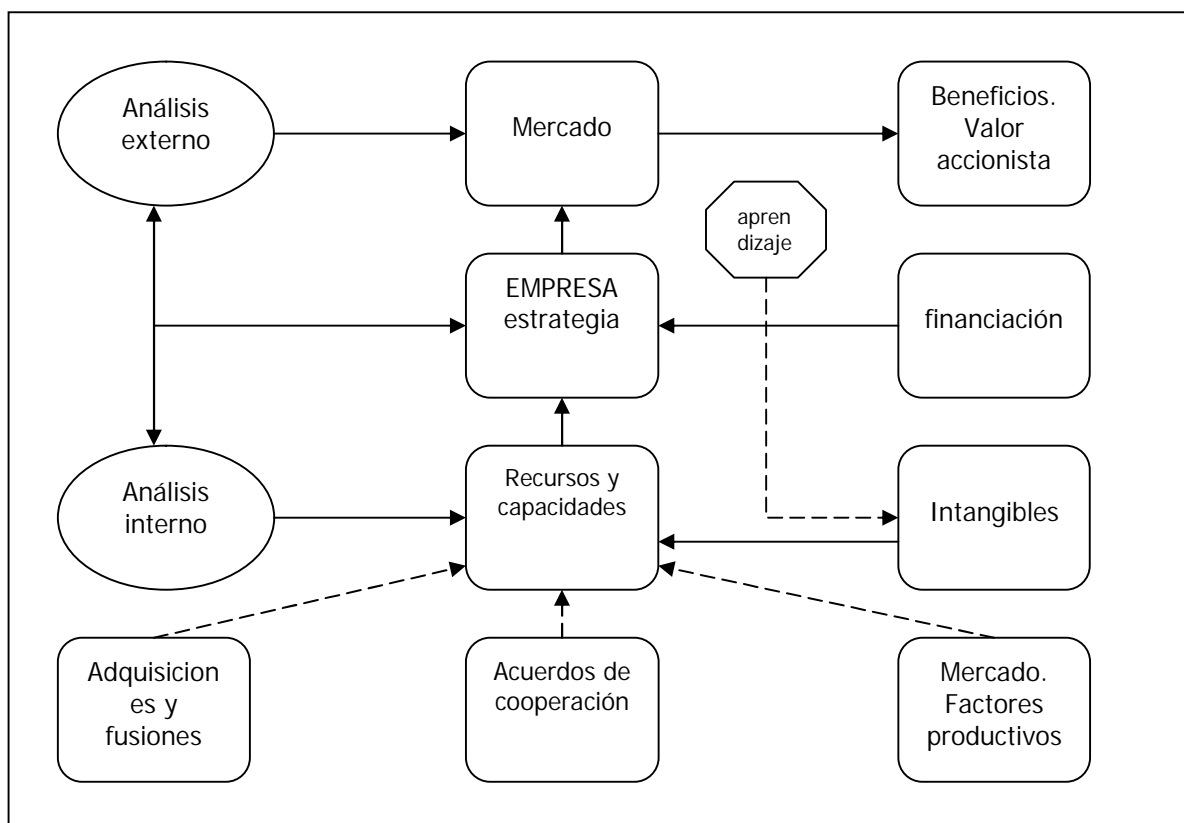 Análisis
externo
Mercado
Beneficios.
Valor
accionista
apren
dizaje
EMPRESA
estrategia
financiación
Análisis
interno
Recursos y
capacidades
Intangibles
Adquisicion
es y
fusiones
Acuerdos de
cooperación
Mercado.
Factores
productivos